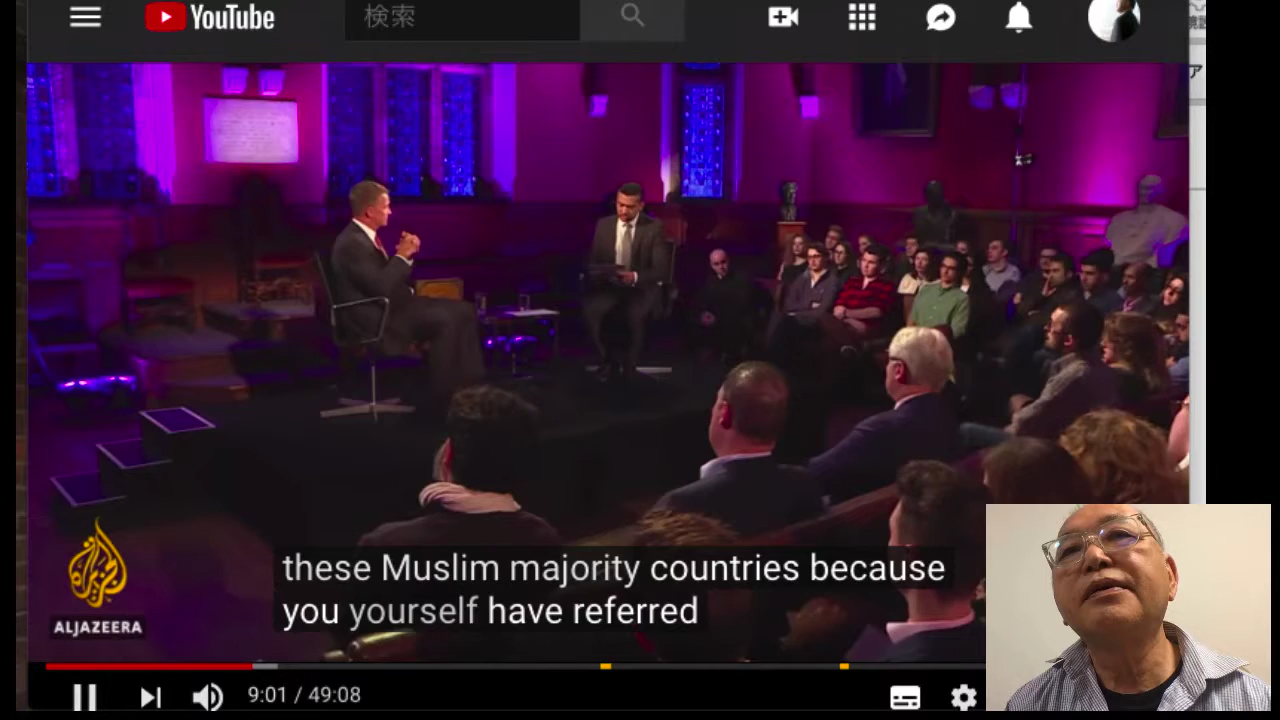 YouTube
検索
these Muslim majority countries because
you yourself have referred
ALJAZEERA
9:01 / 49:08